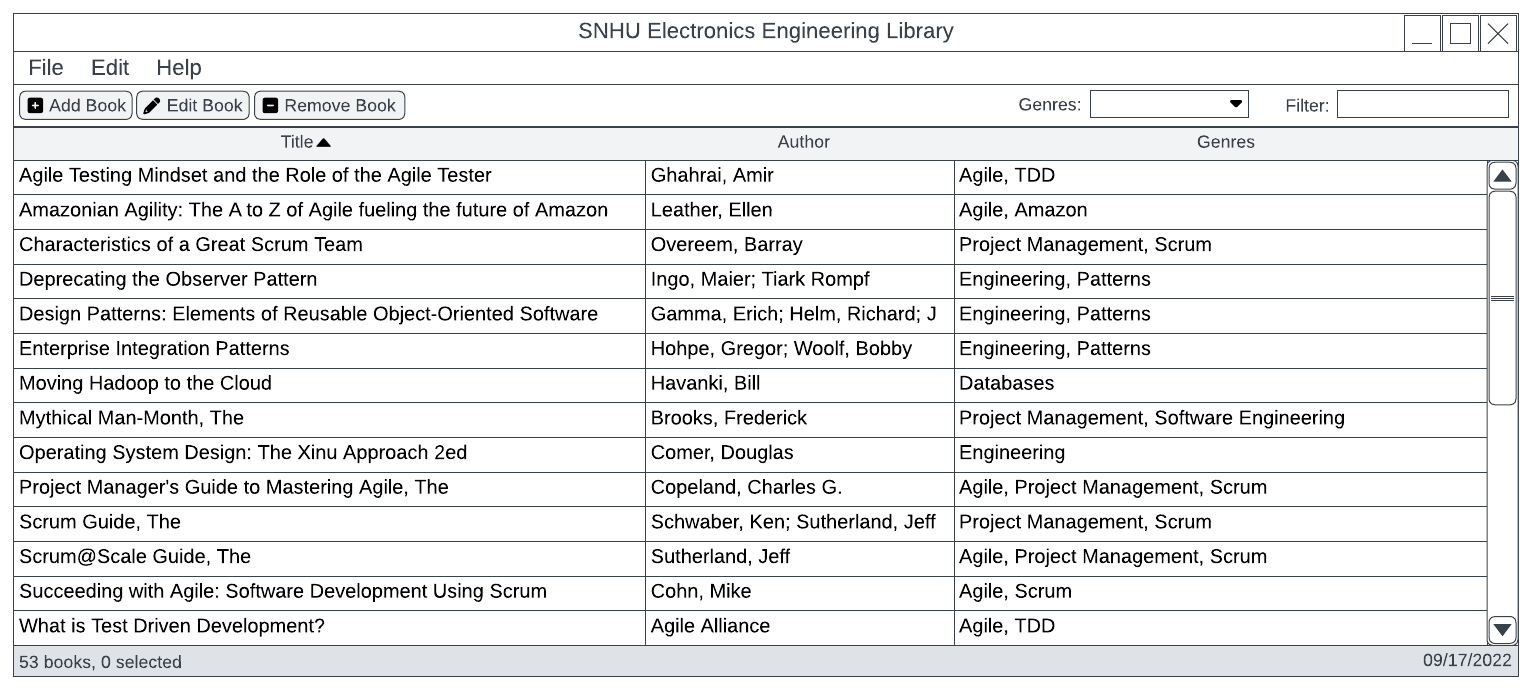 SNHU Electronics Engineering Library
File Edit Help
Add Book Edit Book Remove Book Genres: Filter:
Title Author Genres
Agile Testing Mindset and the Role of the Agile Tester Ghahrai, Amir Agile, TDD
Amazonian Agility: The A to Z of Agile fueling the future of Amazon Leather, Ellen Agile, Amazon
Characteristics of a Great Scrum Team Overeem, Barray Project Management, Scrum
Deprecating the Observer Pattern Ingo, Maier; Tiark Rompf Engineering, Patterns
Design Patterns: Elements of Reusable Object-Oriented Software Gamma, Erich; Helm, Richard; J Engineering, Patterns
Enterprise Integration Patterns Hohpe, Gregor; Woolf, Bobby Engineering, Patterns
Moving Hadoop to the Cloud Havanki, Bill Databases
Mythical Man-Month, The Brooks, Frederick Project Management, Software Engineering
Operating System Design: The Xinu Approach 2ed Comer, Douglas Engineering
Project Manager's Guide to Mastering Agile, The Copeland, Charles G. Agile, Project Management, Scrum
Scrum Guide, The Schwaber, Ken; Sutherland, Jeff Project Management, Scrum
Scrum@Scale Guide, The Sutherland, Jeff Agile, Project Management, Scrum
Succeeding with Agile: Software Development Using Scrum Cohn, Mike Agile, Scrum
What is Test Driven Development? Agile Alliance Agile, TDD
53 books, 0 selected 09/17/2022